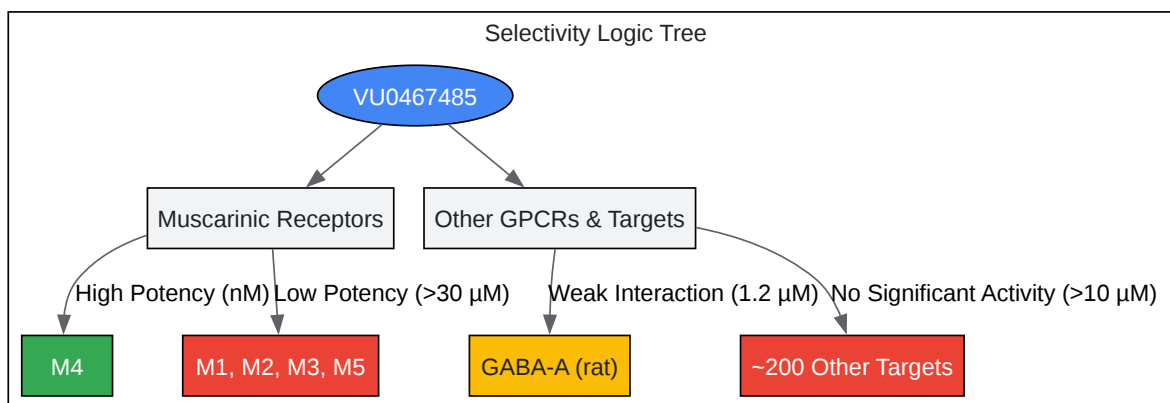 Selectivity Logic Tree
VU0467485
Muscarinic Receptors
Other GPCRs & Targets
High Potency (nM)
Low Potency (>30 µM)
Weak Interaction (1.2 µM)
No Significant Activity (>10 µM)
M4
M1, M2, M3, M5
GABA-A (rat)
~200 Other Targets